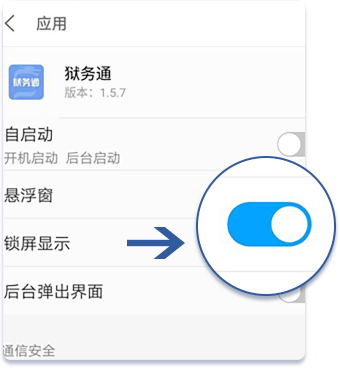 应用
狱务通
狱务通
版本：1.5.7
自启动
开机启动 后台启动
悬浮窗
锁屏显示
后台弹出界面
通信安全